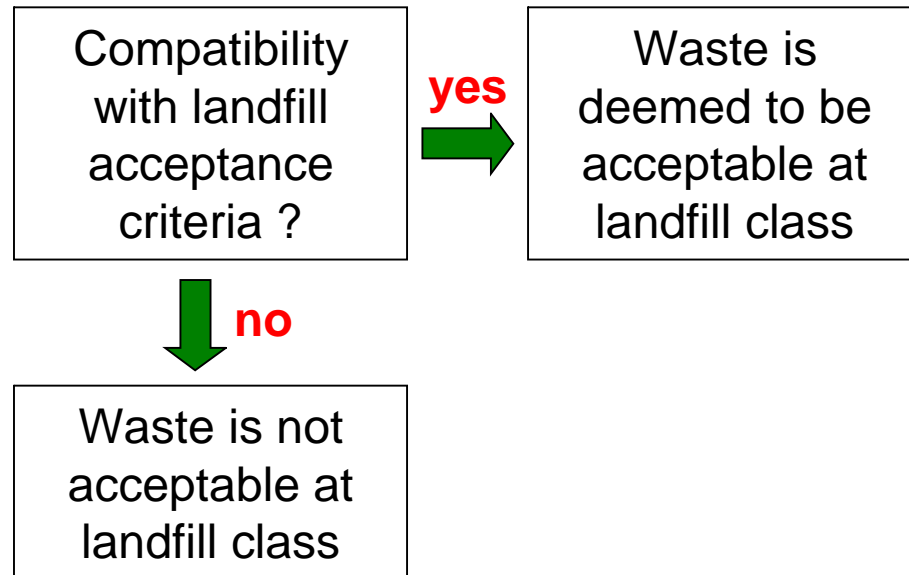 Compatibility
with landfill
acceptance
criteria ?
yes
Waste is
deemed to be
acceptable at
landfill class
no
Waste is not
acceptable at
landfill class